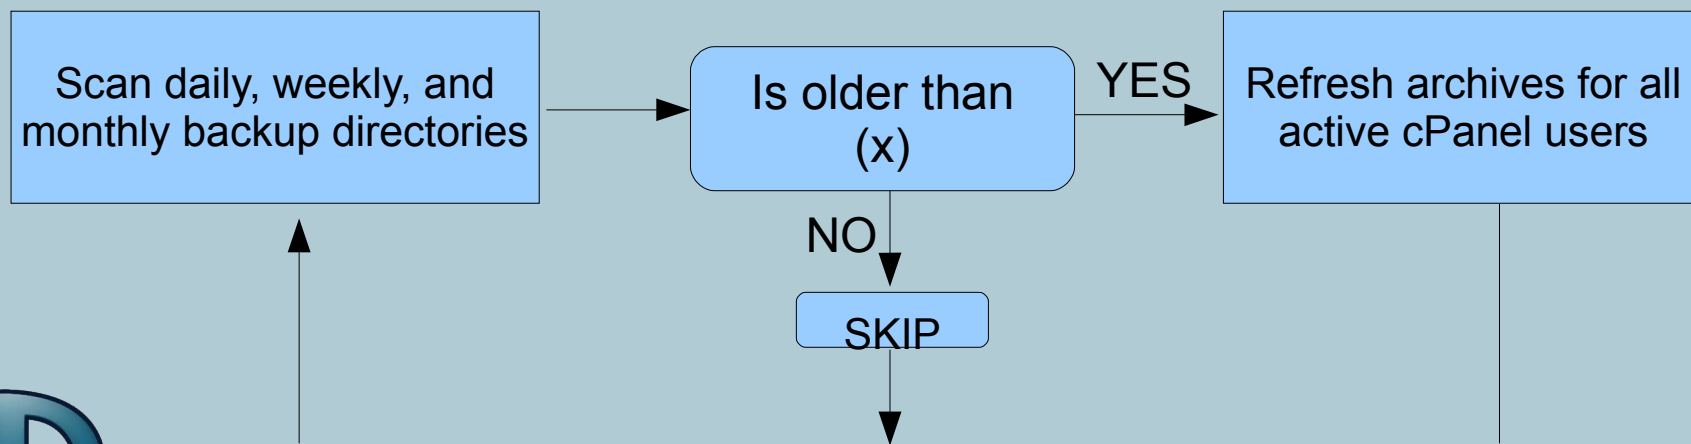 Scan daily, weekly, and
monthly backup directories
Is older than
(x)
YES
Refresh archives for all
active cPanel users
NO
SKIP